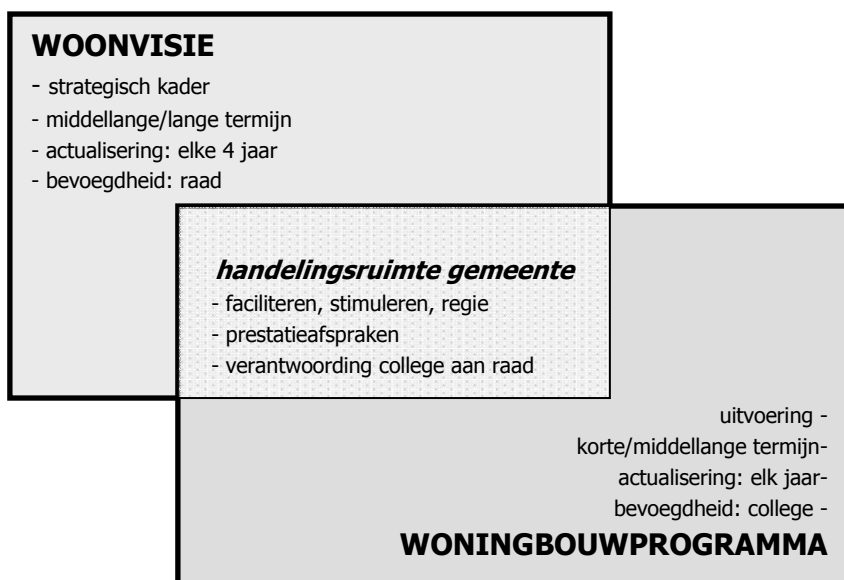 WOONVISIE
- strategisch kader
- middellange/lange termijn
- actualisering: elke 4 jaar
- bevoegdheid: raad
handelingsruimte gemeente
- faciliteren, stimuleren, regie
- prestatieafspraken
- verantwoording college aan raad
uitvoering -
korte/middellange termijn-
actualisering: elk jaar-
bevoegdheid: college -
WONINGBOUWPROGRAMMA